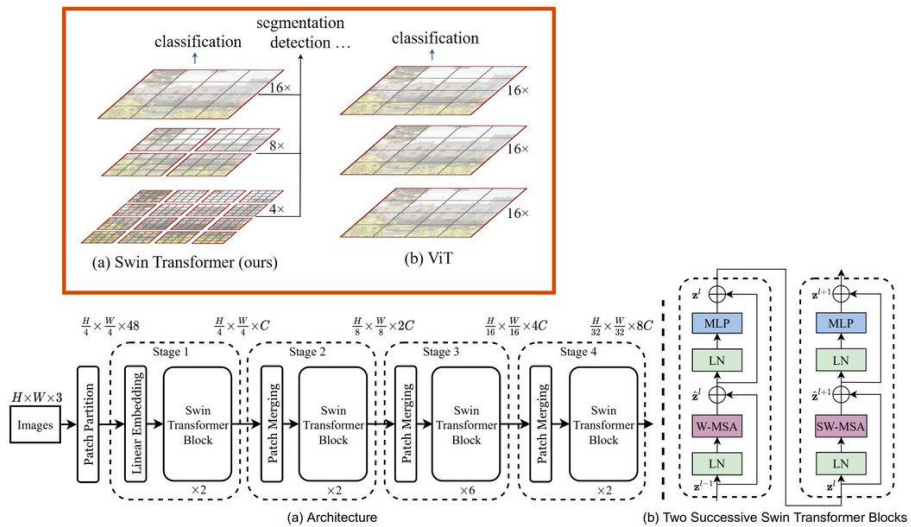 classification
segmentation
detection ...
classification
16×
8×
4×
16×
16×
16×
(a) Swin Transformer (ours)
(b) ViT
H/4 × W/4 × 48
H/4 × W/4 × C
H/8 × W/8 × 2C
H/16 × W/16 × 4C
H/32 × W/32 × 8C
H×W×3
Images
Patch Partition
Stage 1
Linear Embedding
Swin
Transformer
Block
×2
Stage 2
Patch Merging
Swin
Transformer
Block
×2
Stage 3
Patch Merging
Swin
Transformer
Block
×6
Stage 4
Patch Merging
Swin
Transformer
Block
×2
(a) Architecture
z^l
MLP
LN
ẑ^l
W-MSA
LN
z^{l-1}
z^{l+1}
MLP
LN
ẑ^{l+1}
SW-MSA
LN
z^l
(b) Two Successive Swin Transformer Blocks